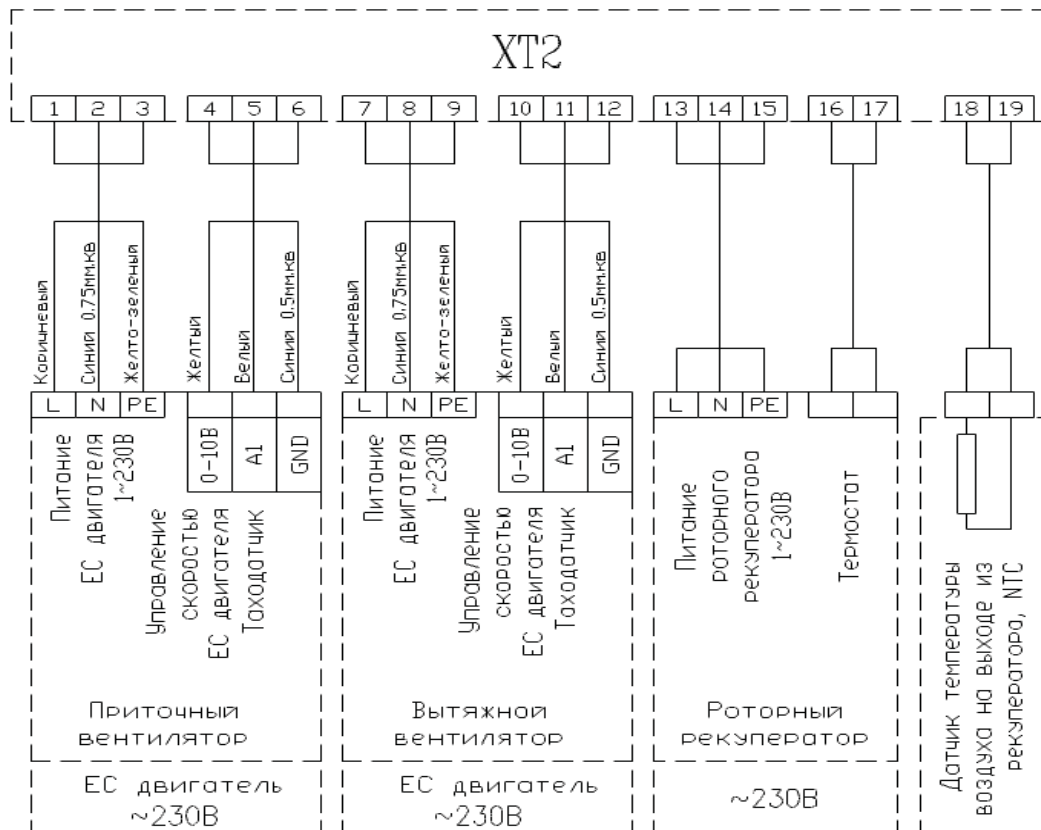 XT2
1 2 3 4 5 6 7 8 9 10 11 12 13 14 15 16 17 18 19
Коричневый
Синий 0.75мм.кв
Желто-зеленый
Желтый
Белый
Синий 0.5мм.кв
Коричневый
Синий 0.75мм.кв
Желто-зеленый
Желтый
Белый
Синий 0.5мм.кв
L N PE
L N PE
L N PE
0-10В
A1
GND
0-10В
A1
GND
Питание
ЕС двигателя
1~230В
Управление
скоростью
ЕС двигателя
Таходатчик
Питание
ЕС двигателя
1~230В
Управление
скоростью
ЕС двигателя
Таходатчик
Питание
роторного
рекуператора
1~230В
Термостат
Датчик температуры
воздуха на выходе из
рекуператора, NTC
Приточный
вентилятор
Вытяжной
вентилятор
Роторный
рекуператор
ЕС двигатель
~230В
ЕС двигатель
~230В
~230В